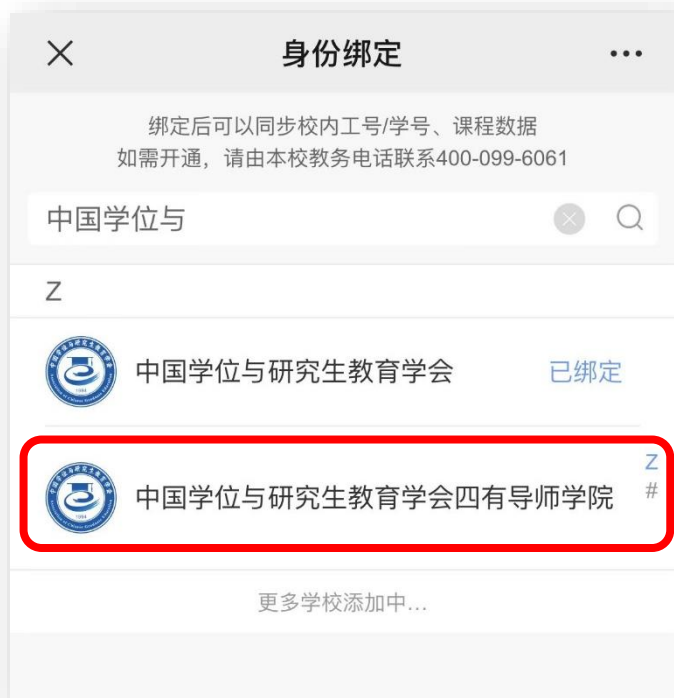 身份绑定
绑定后可以同步校内工号/学号、课程数据
如需开通，请由本校教务电话联系400-099-6061
中国学位与
Z
中国学位与研究生教育学会 已绑定
Z
中国学位与研究生教育学会四有导师学院
#
更多学校添加中...